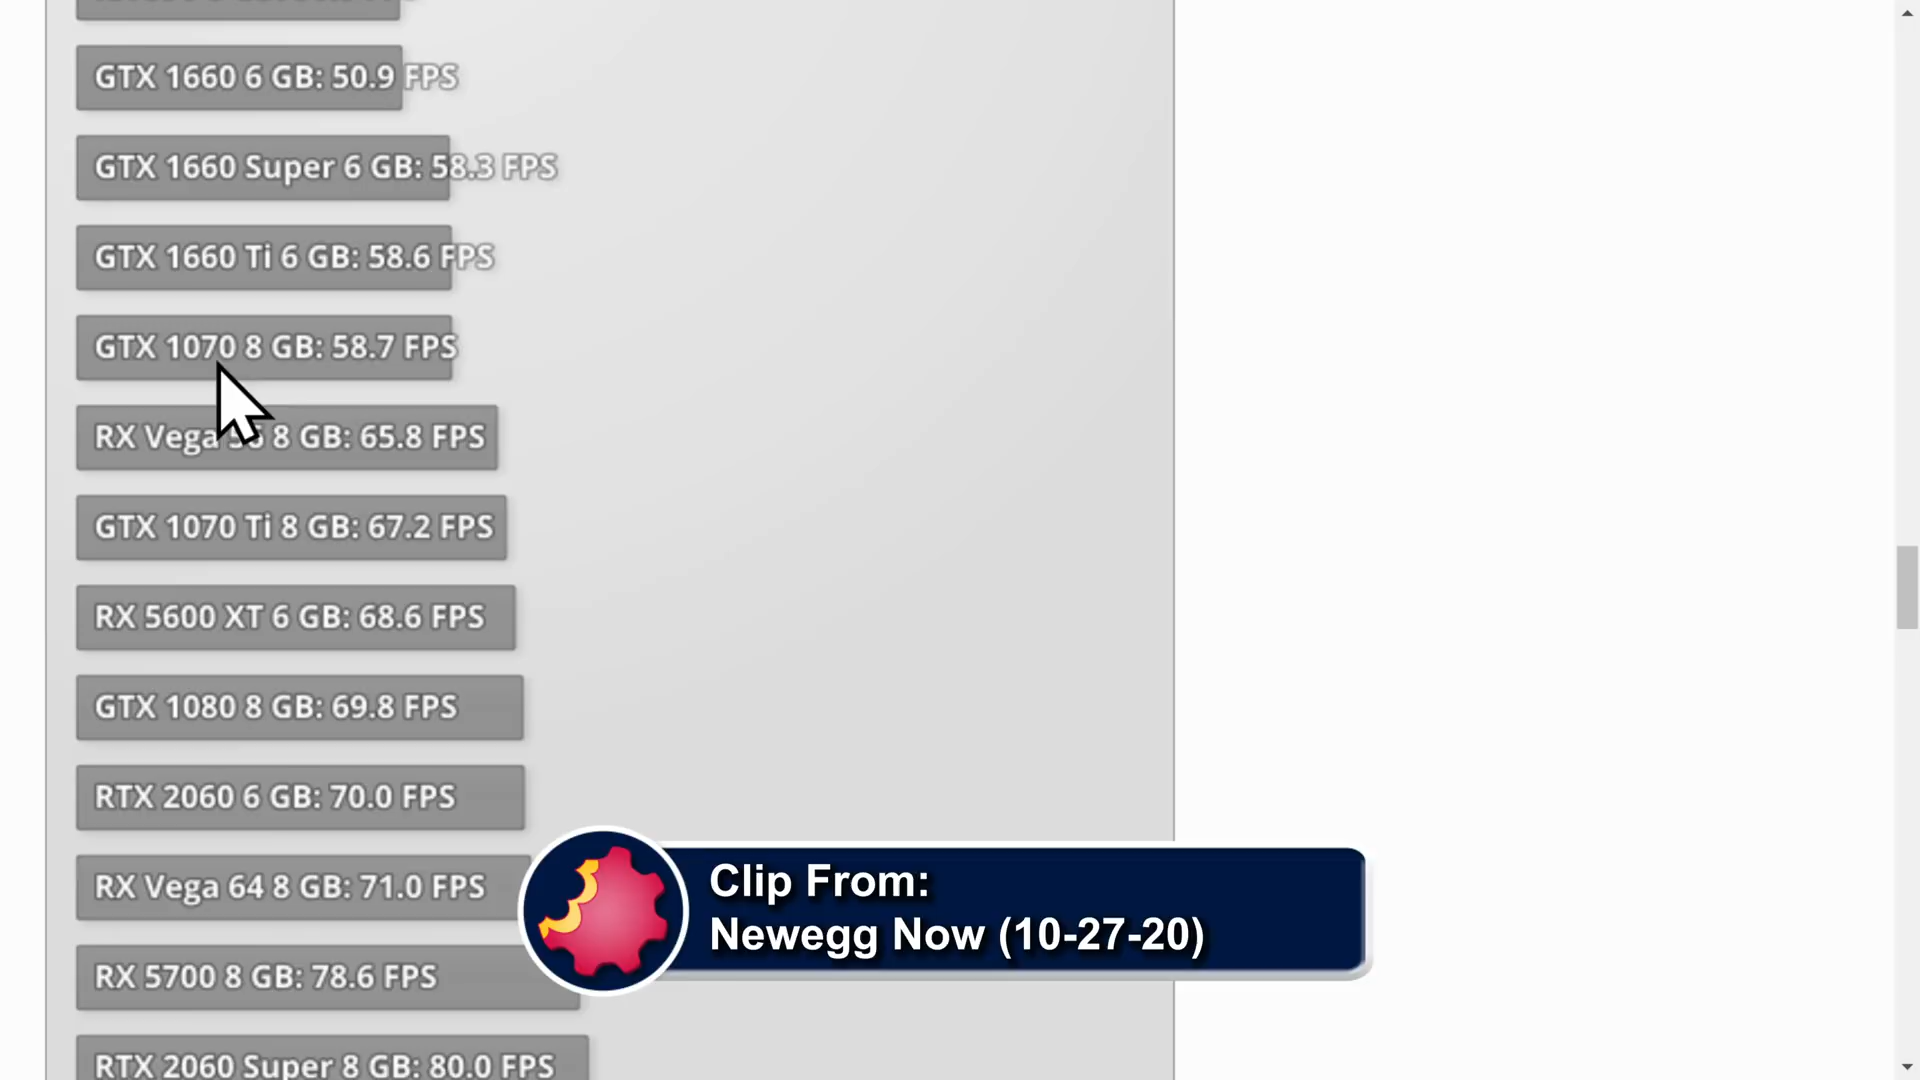 GTX 1660 6 GB: 50.9 FPS
GTX 1660 Super 6 GB: 58.3 FPS
GTX 1660 Ti 6 GB: 58.6 FPS
GTX 1070 8 GB: 58.7 FPS
RX Vega 56 8 GB: 65.8 FPS
GTX 1070 Ti 8 GB: 67.2 FPS
RX 5600 XT 6 GB: 68.6 FPS
GTX 1080 8 GB: 69.8 FPS
RTX 2060 6 GB: 70.0 FPS
RX Vega 64 8 GB: 71.0 FPS
RX 5700 8 GB: 78.6 FPS
RTX 2060 Super 8 GB: 80.0 FPS
Clip From:
Newegg Now (10-27-20)